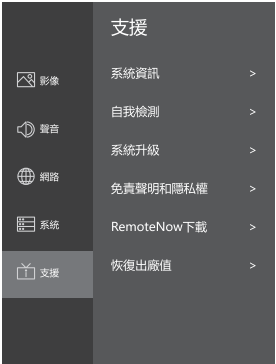 支援
影像
聲音
網路
系統
支援
系統資訊 >
自我檢測 >
系統升級 >
免責聲明和隱私權 >
RemoteNow下載 >
恢復出廠值 >